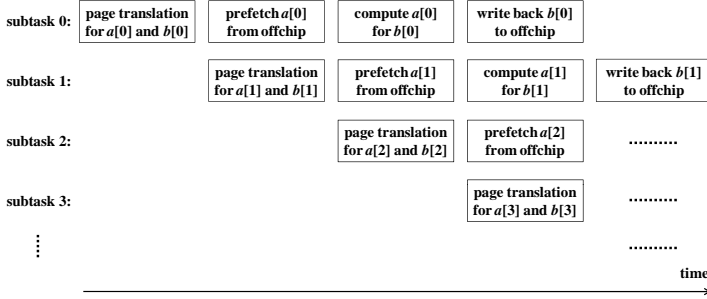 subtask 0:
page translation
for a[0] and b[0]
prefetch a[0]
from offchip
compute a[0]
for b[0]
write back b[0]
to offchip
subtask 1:
page translation
for a[1] and b[1]
prefetch a[1]
from offchip
compute a[1]
for b[1]
write back b[1]
to offchip
subtask 2:
page translation
for a[2] and b[2]
prefetch a[2]
from offchip
..........
subtask 3:
page translation
for a[3] and b[3]
..........
..........
time